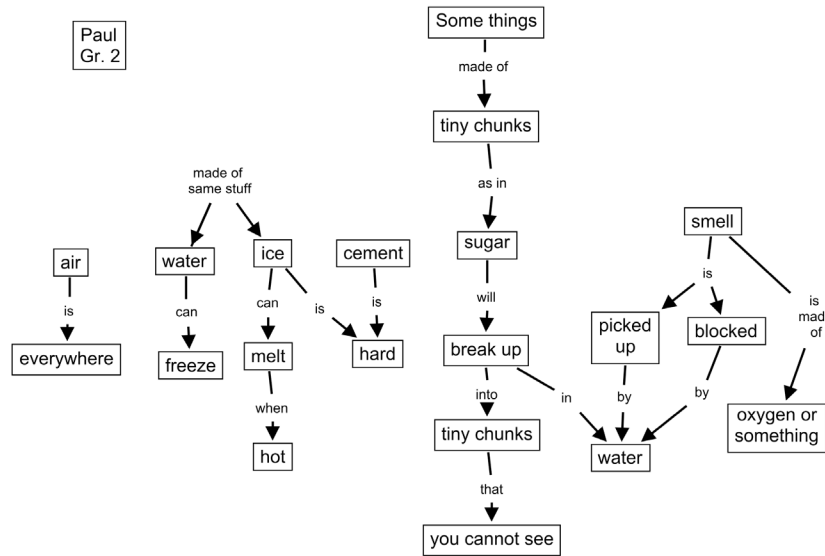 Paul
Gr. 2
Some things
made of
tiny chunks
made of
same stuff
as in
smell
air
water
ice
cement
sugar
is
is
can
can
is
is
will
is
made
of
everywhere
freeze
melt
hard
break up
picked
up
blocked
when
into
in
by
by
oxygen or
something
hot
tiny chunks
water
that
you cannot see